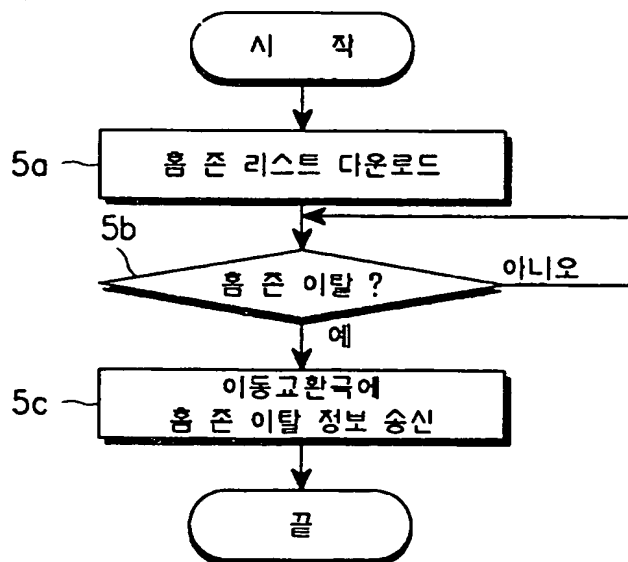 시 작
5a
홈 존 리스트 다운로드
5b
홈 존 이탈 ?
아니오
예
5c
이동교환국에
홈 존 이탈 정보 송신
끝